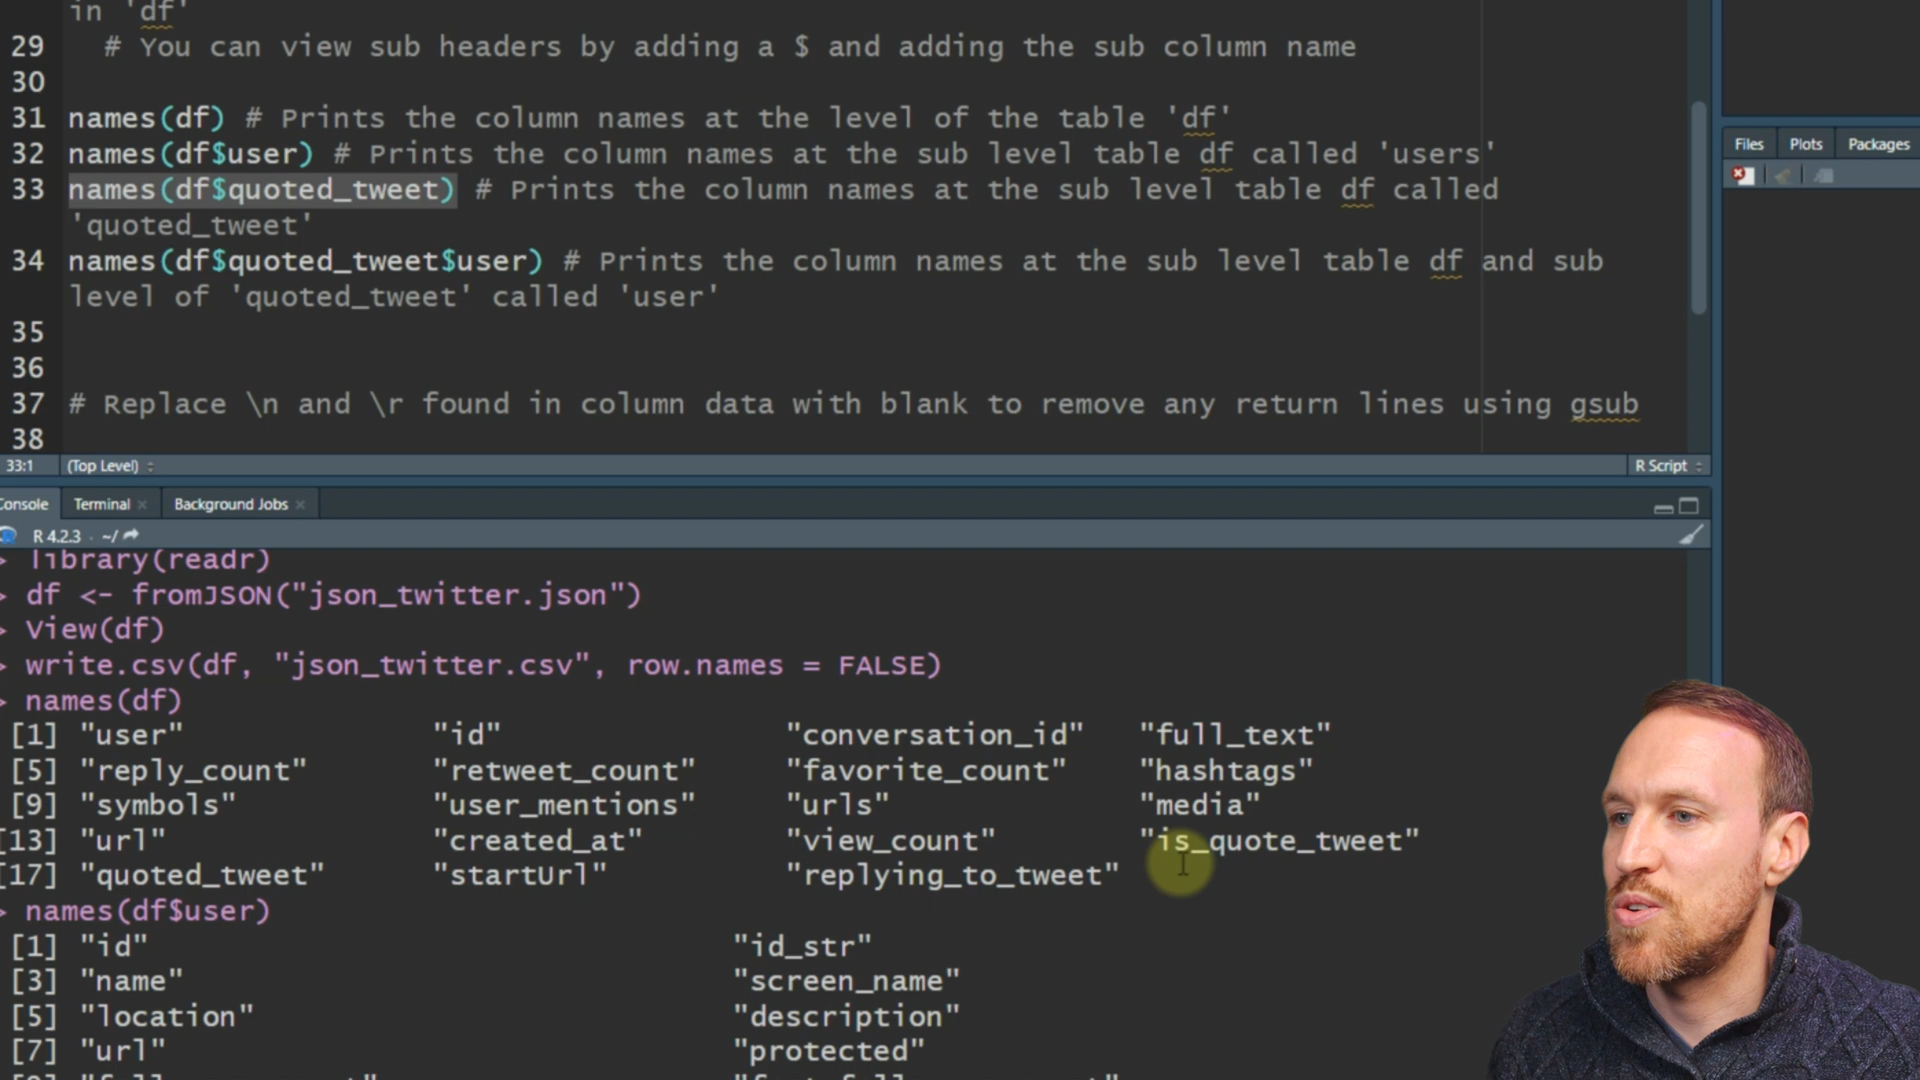 in 'df'
29 # You can view sub headers by adding a $ and adding the sub column name
30
31 names(df) # Prints the column names at the level of the table 'df'
32 names(df$user) # Prints the column names at the sub level table df called 'users'
33 names(df$quoted_tweet) # Prints the column names at the sub level table df called
'quoted_tweet'
34 names(df$quoted_tweet$user) # Prints the column names at the sub level table df and sub
level of 'quoted_tweet' called 'user'
35
36
37 # Replace \n and \r found in column data with blank to remove any return lines using gsub
38
33:1 (Top Level) R Script
Files Plots Packages
Console Terminal Background Jobs
R 4.2.3 · ~/
> library(readr)
> df <- fromJSON("json_twitter.json")
> View(df)
> write.csv(df, "json_twitter.csv", row.names = FALSE)
> names(df)
[1] "user" "id" "conversation_id" "full_text"
[5] "reply_count" "retweet_count" "favorite_count" "hashtags"
[9] "symbols" "user_mentions" "urls" "media"
[13] "url" "created_at" "view_count" "is_quote_tweet"
[17] "quoted_tweet" "startUrl" "replying_to_tweet"
> names(df$user)
[1] "id" "id_str"
[3] "name" "screen_name"
[5] "location" "description"
[7] "url" "protected"